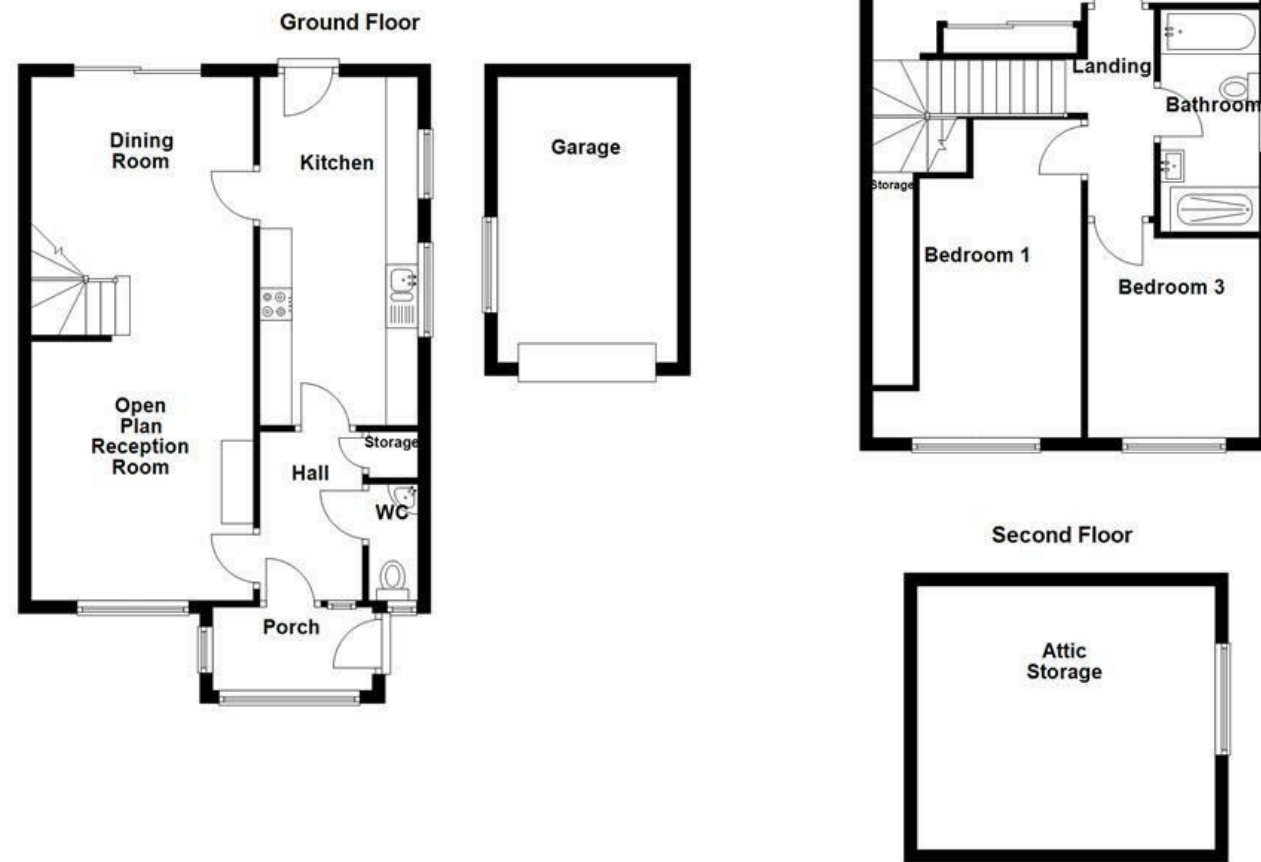 Ground Floor
Dining
Room
Kitchen
Garage
Open
Plan
Reception
Room
Storage
Hall
WC
Porch
Landing
Bathroom
Storage
Bedroom 1
Bedroom 3
Second Floor
Attic
Storage